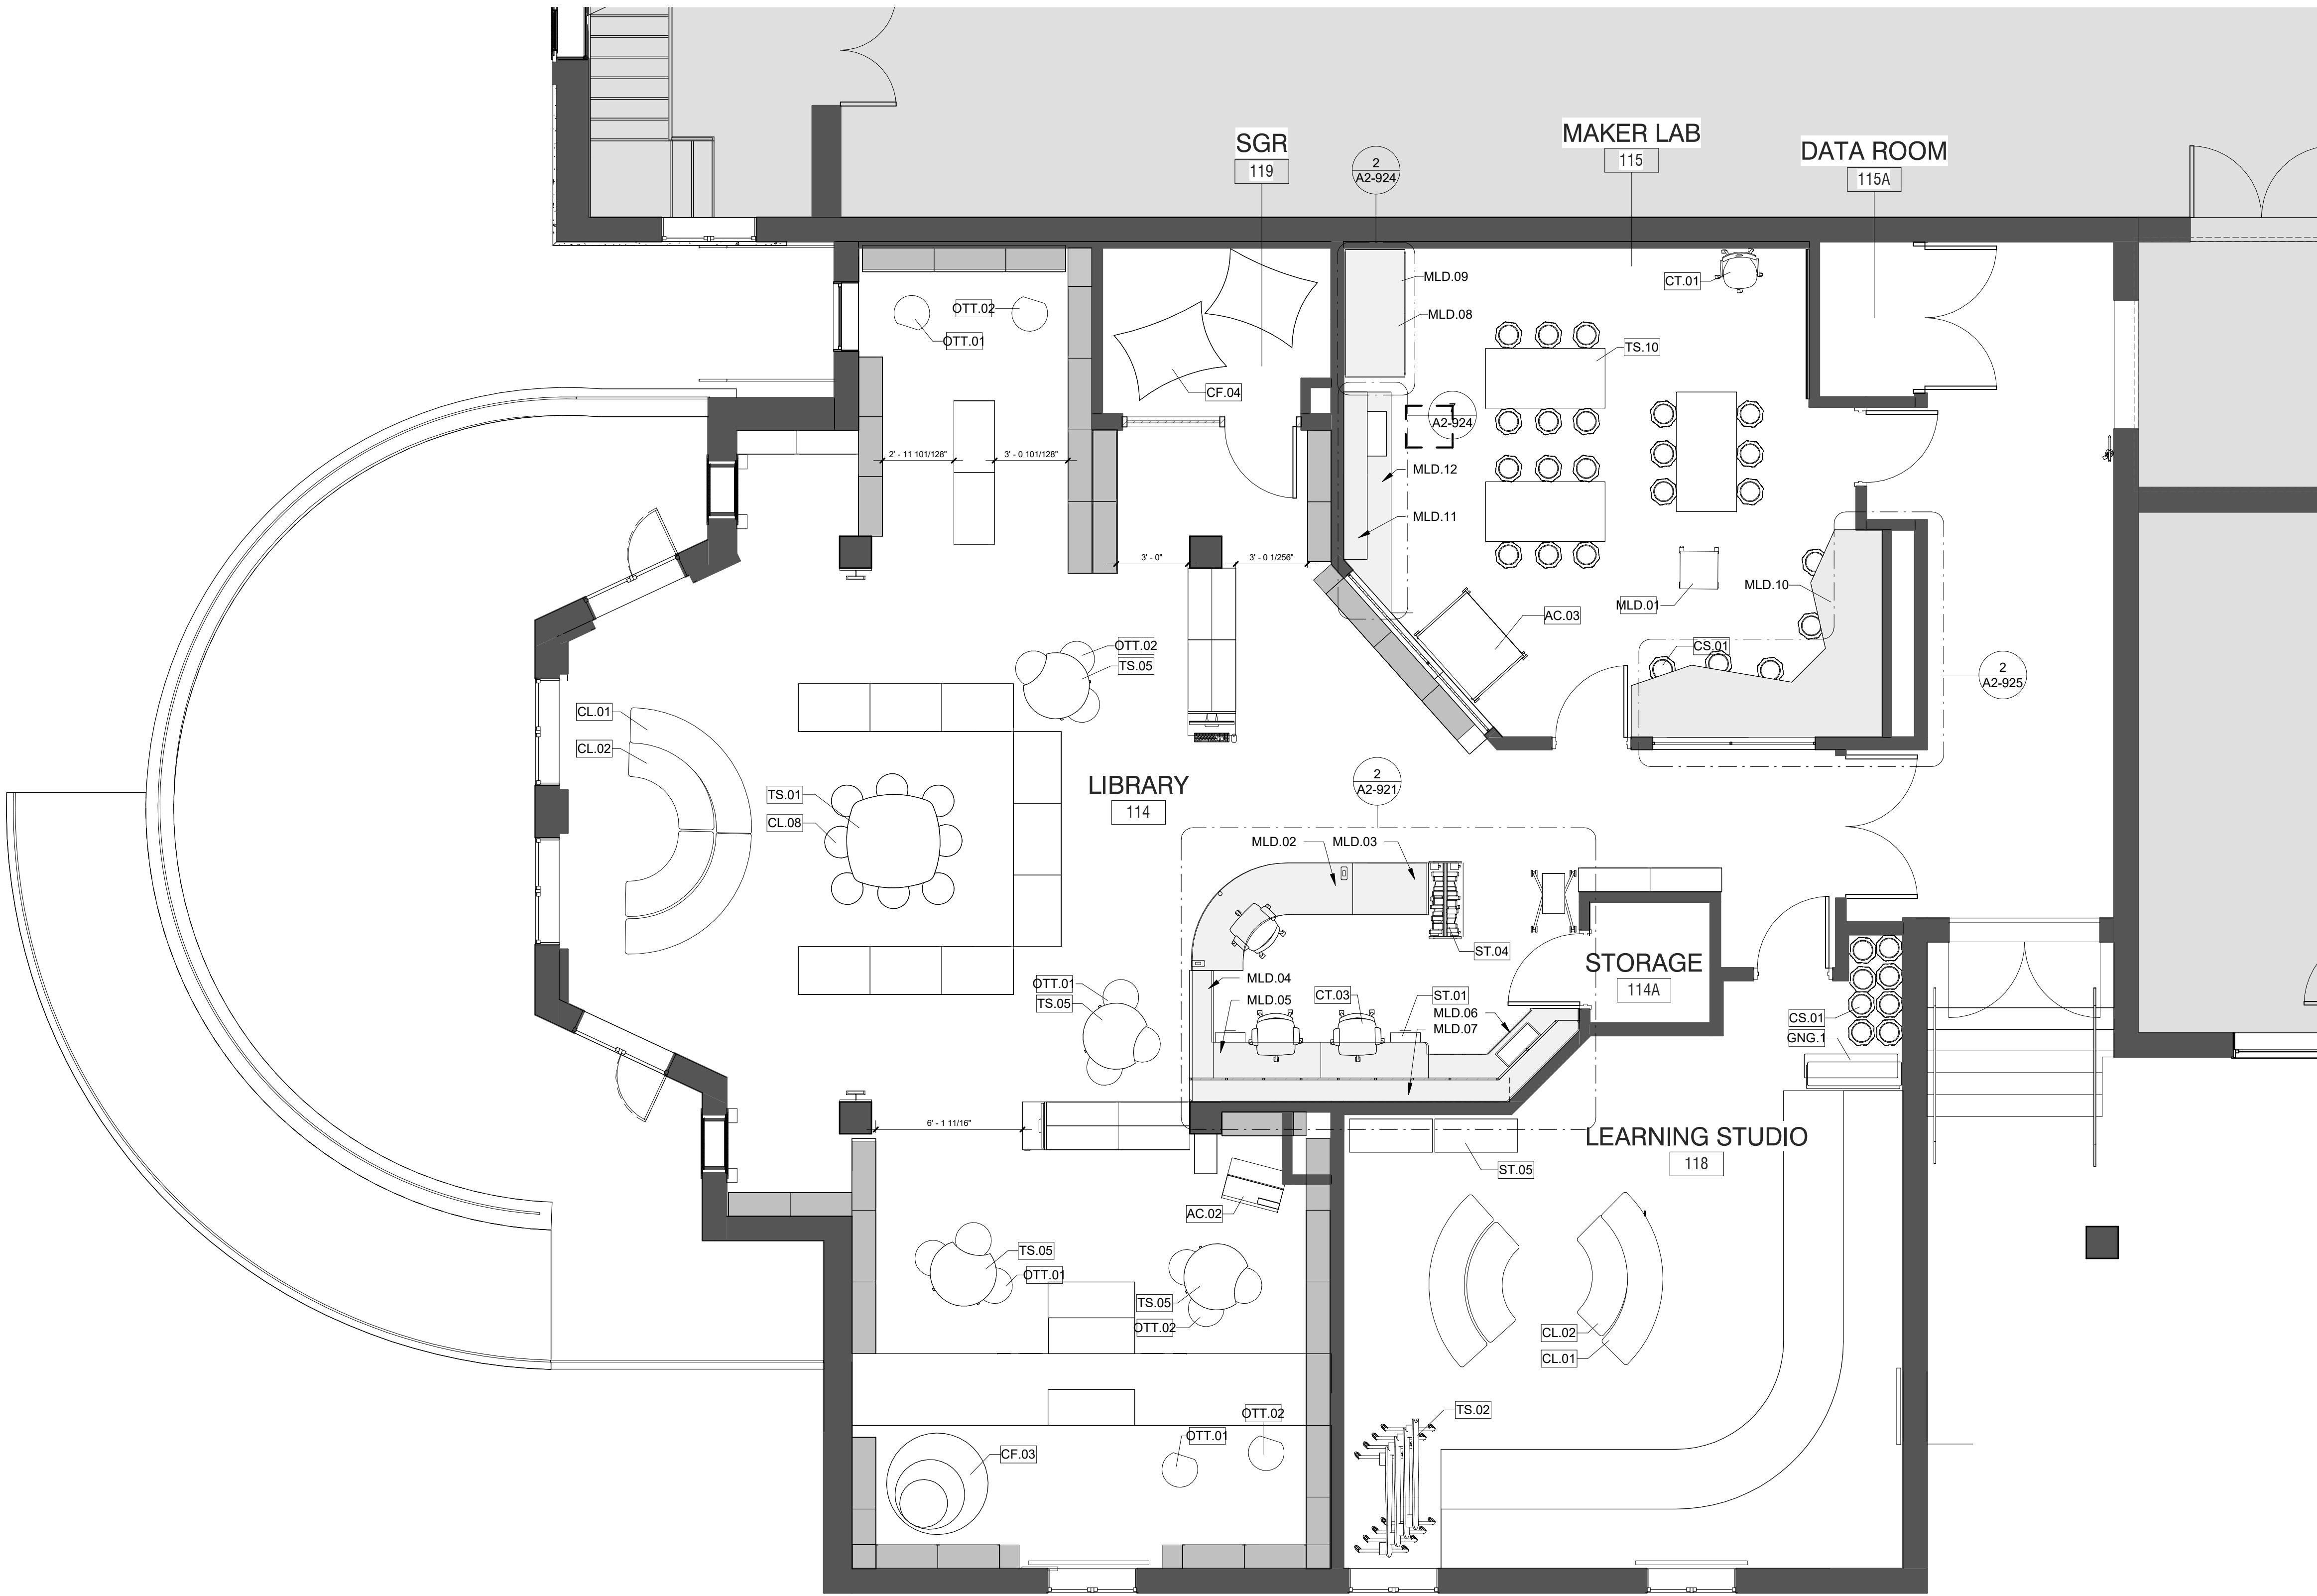 MAKER LAB
115
SGR
119
2
A2-924
DATA ROOM
115A
MLD.09
CT.01
OTT.02
MLD.08
OTT.01
TS.10
CF.04
A2-924
2' - 11 101/128"
3' - 0 101/128"
MLD.12
MLD.11
3' - 0"
3' - 0 1/256"
MLD.10
MLD.01
AC.03
OTT.02
CS.01
TS.05
2
A2-925
CL.01
CL.02
LIBRARY
114
2
A2-921
TS.01
CL.08
MLD.02
MLD.03
ST.04
STORAGE
114A
MLD.04
OTT.01
TS.05
MLD.05
CT.03
ST.01
MLD.06
MLD.07
CS.01
GNG.1
6' - 1 11/16"
LEARNING STUDIO
118
ST.05
AC.02
TS.05
OTT.01
TS.05
OTT.02
CL.02
CL.01
TS.02
OTT.02
OTT.01
CF.03